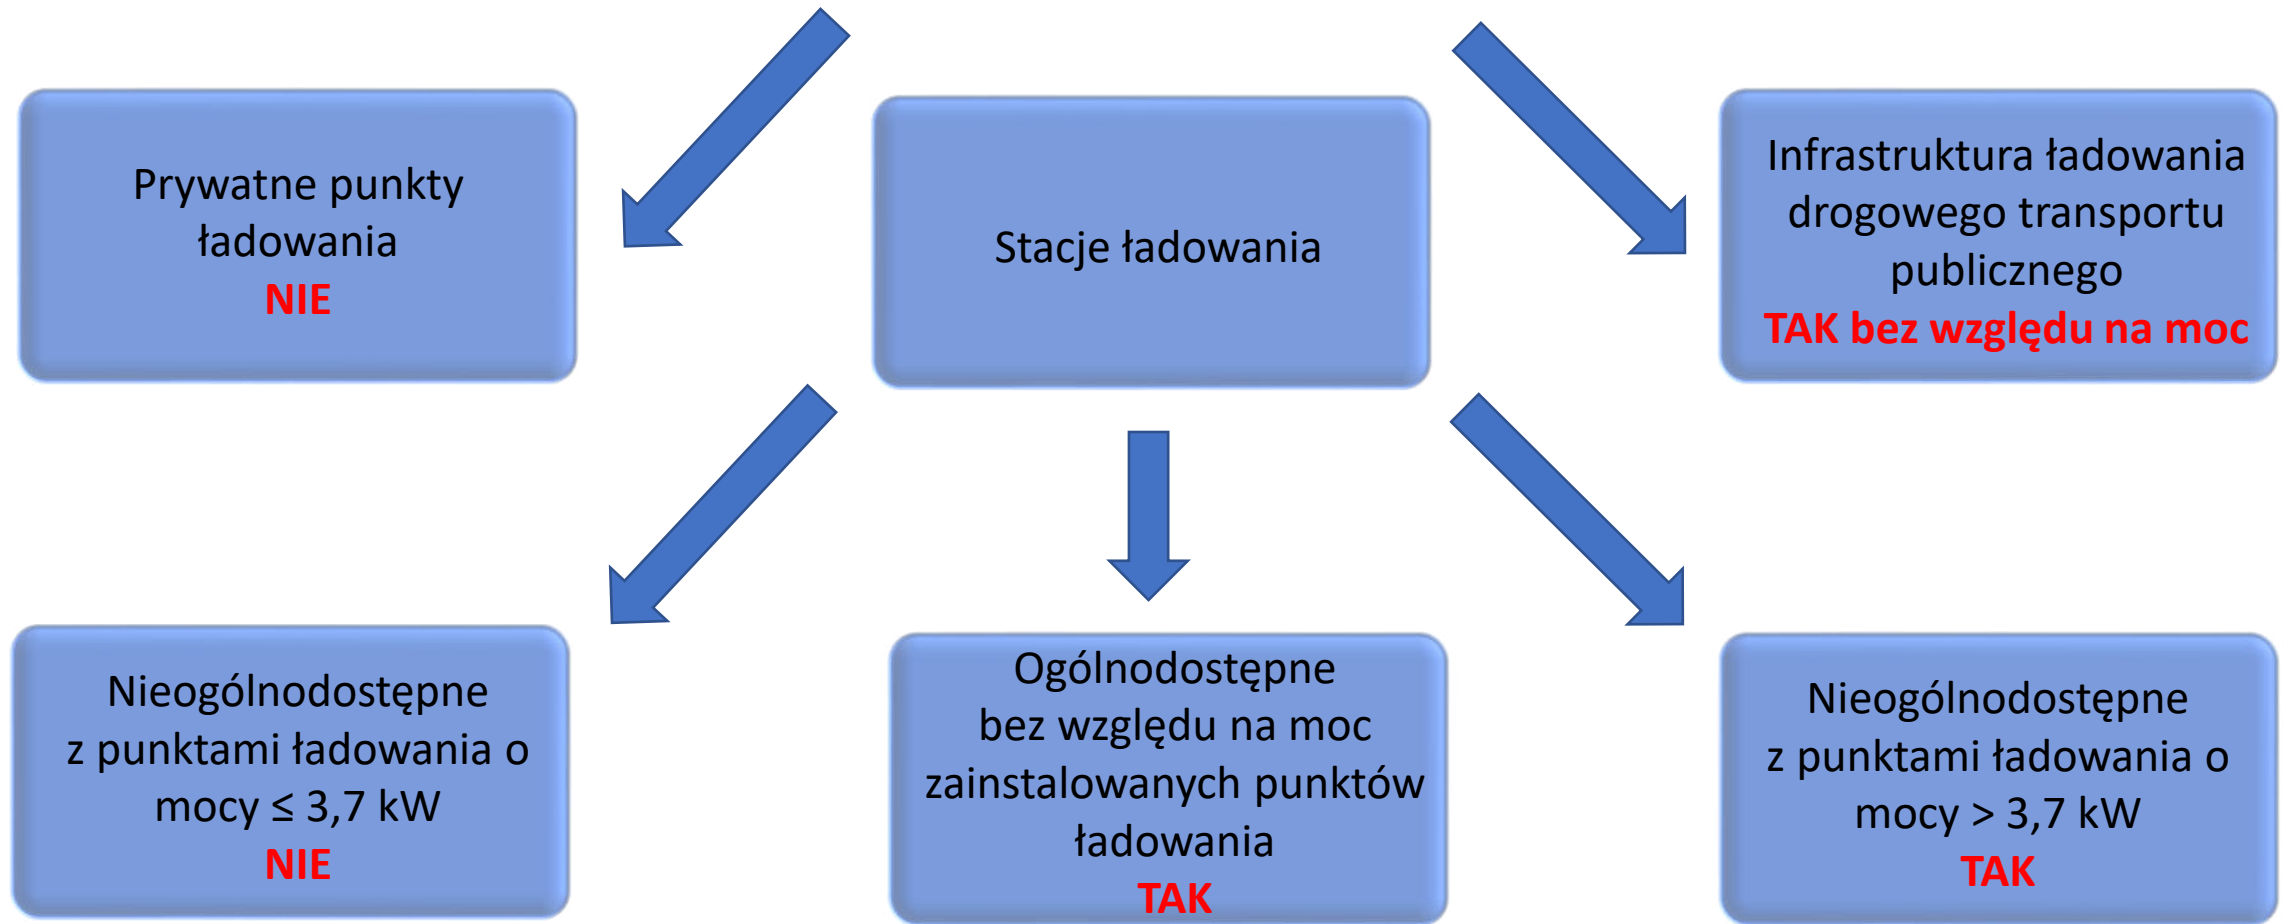 Prywatne punkty
ładowania
NIE
Stacje ładowania
Infrastruktura ładowania
drogowego transportu
publicznego
TAK bez względu na moc
Nieogólnodostępne
z punktami ładowania o
mocy ≤ 3,7 kW
NIE
Ogólnodostępne
bez względu na moc
zainstalowanych punktów
ładowania
TAK
Nieogólnodostępne
z punktami ładowania o
mocy > 3,7 kW
TAK